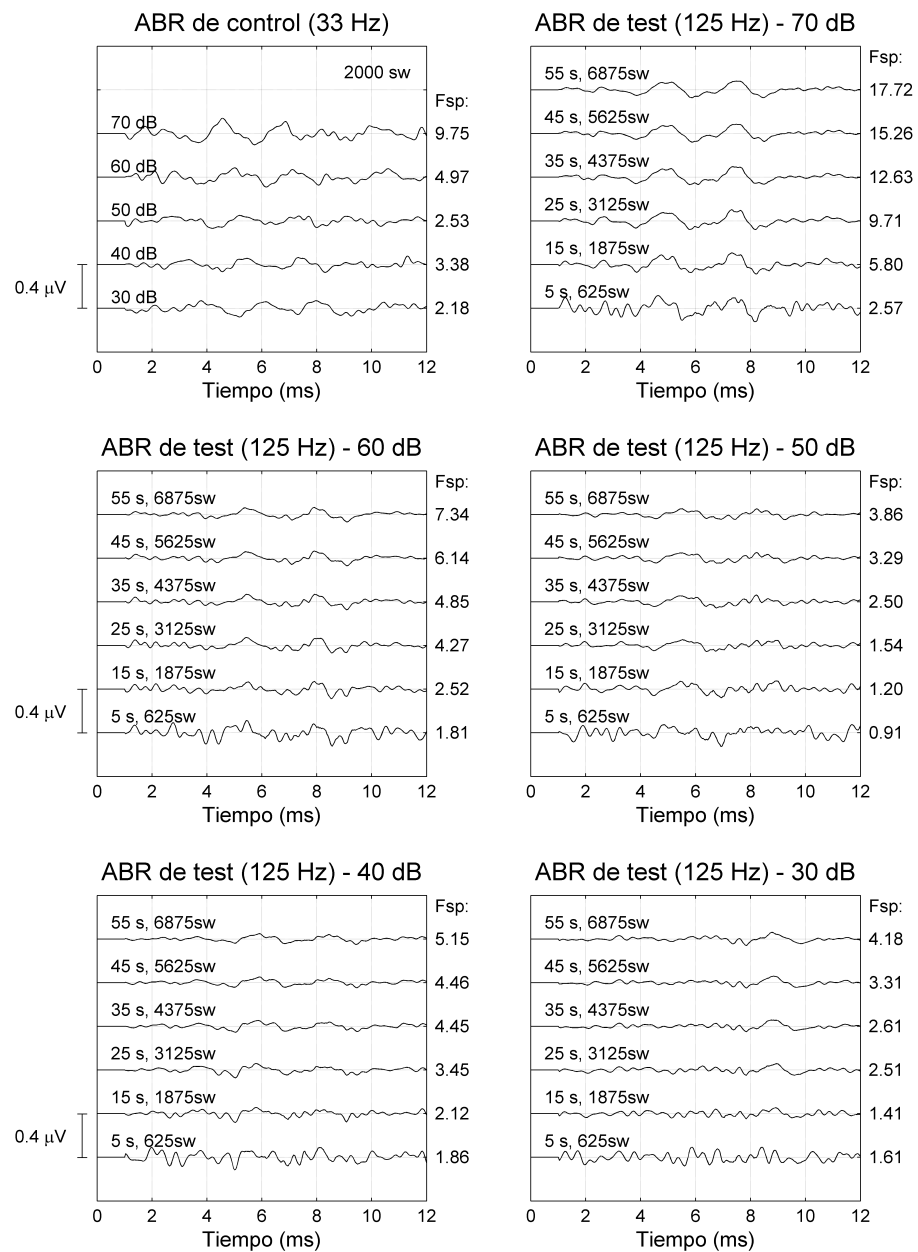 ABR de control (33 Hz)
2000 sw
Fsp:
70 dB
9.75
60 dB
4.97
50 dB
2.53
40 dB
3.38
30 dB
2.18
0.4 µV
0 2 4 6 8 10 12
Tiempo (ms)
ABR de test (125 Hz) - 70 dB
Fsp:
55 s, 6875sw
17.72
45 s, 5625sw
15.26
35 s, 4375sw
12.63
25 s, 3125sw
9.71
15 s, 1875sw
5.80
5 s, 625sw
2.57
0 2 4 6 8 10 12
Tiempo (ms)
ABR de test (125 Hz) - 60 dB
Fsp:
55 s, 6875sw
7.34
45 s, 5625sw
6.14
35 s, 4375sw
4.85
25 s, 3125sw
4.27
15 s, 1875sw
2.52
5 s, 625sw
1.81
0.4 µV
0 2 4 6 8 10 12
Tiempo (ms)
ABR de test (125 Hz) - 50 dB
Fsp:
55 s, 6875sw
3.86
45 s, 5625sw
3.29
35 s, 4375sw
2.50
25 s, 3125sw
1.54
15 s, 1875sw
1.20
5 s, 625sw
0.91
0 2 4 6 8 10 12
Tiempo (ms)
ABR de test (125 Hz) - 40 dB
Fsp:
55 s, 6875sw
5.15
45 s, 5625sw
4.46
35 s, 4375sw
4.45
25 s, 3125sw
3.45
15 s, 1875sw
2.12
5 s, 625sw
1.86
0.4 µV
0 2 4 6 8 10 12
Tiempo (ms)
ABR de test (125 Hz) - 30 dB
Fsp:
55 s, 6875sw
4.18
45 s, 5625sw
3.31
35 s, 4375sw
2.61
25 s, 3125sw
2.51
15 s, 1875sw
1.41
5 s, 625sw
1.61
0 2 4 6 8 10 12
Tiempo (ms)